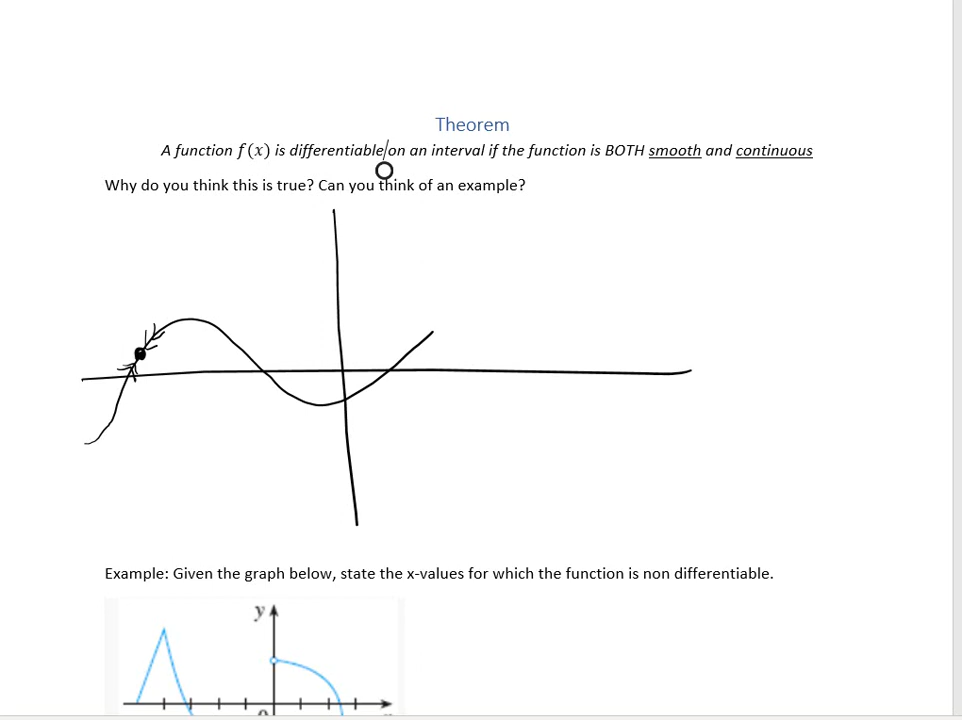 Theorem
A function f(x) is differentiable on an interval if the function is BOTH smooth and continuous
Why do you think this is true? Can you think of an example?
Example: Given the graph below, state the x-values for which the function is non differentiable.
y